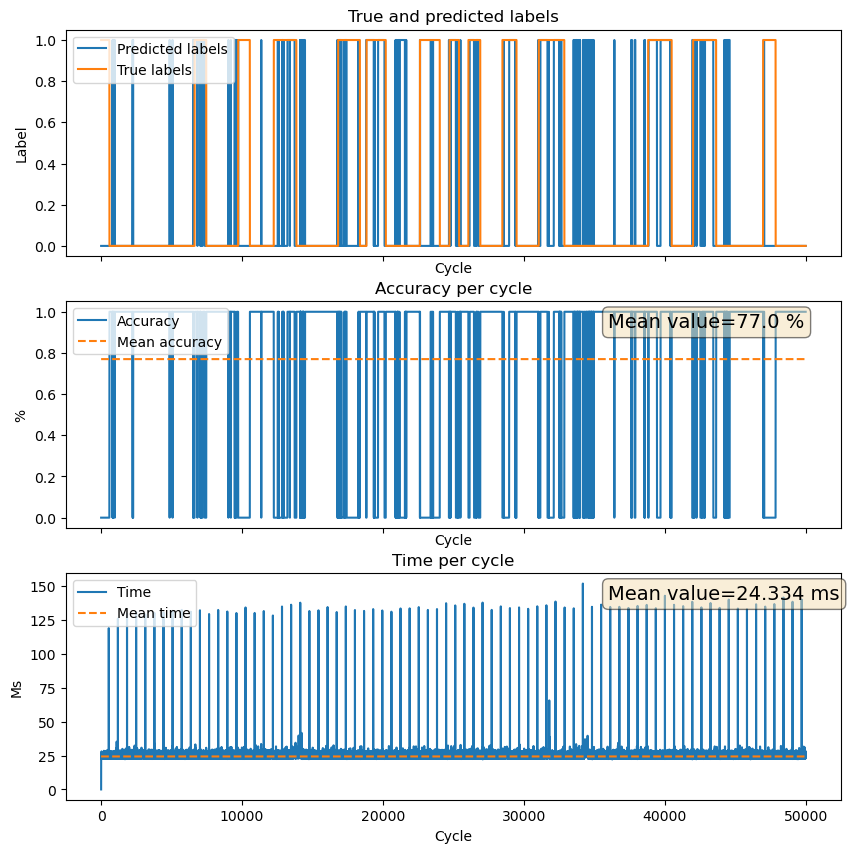 True and predicted labels
1.0
0.8
0.6
0.4
0.2
0.0
Label
Predicted labels
True labels
Cycle
Accuracy per cycle
1.0
0.8
0.6
0.4
0.2
0.0
%
Accuracy
Mean accuracy
Mean value=77.0 %
Cycle
Time per cycle
150
125
100
75
50
25
0
Ms
Time
Mean time
Mean value=24.334 ms
0 10000 20000 30000 40000 50000
Cycle